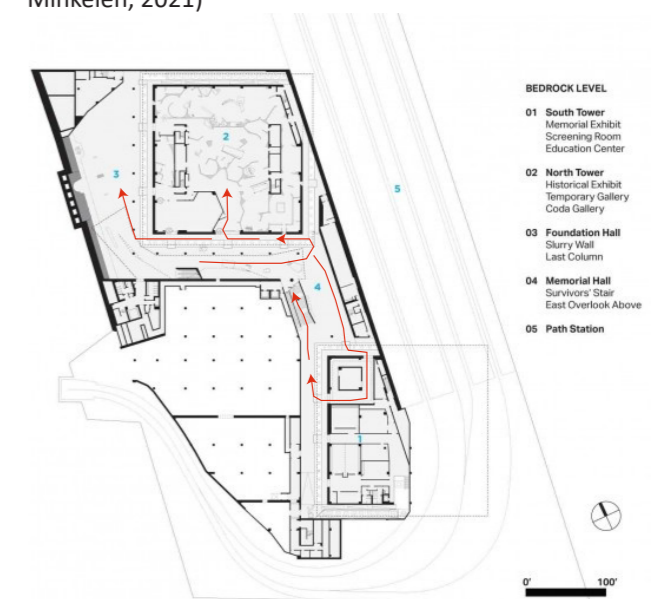 Minkelen, 2021)
BEDROCK LEVEL
01 South Tower
Memorial Exhibit
Screening Room
Education Center
02 North Tower
Historical Exhibit
Temporary Gallery
Coda Gallery
03 Foundation Hall
Slurry Wall
Last Column
04 Memorial Hall
Survivors' Stair
East Overlook Above
05 Path Station
2
3
5
4
1
0' 100'